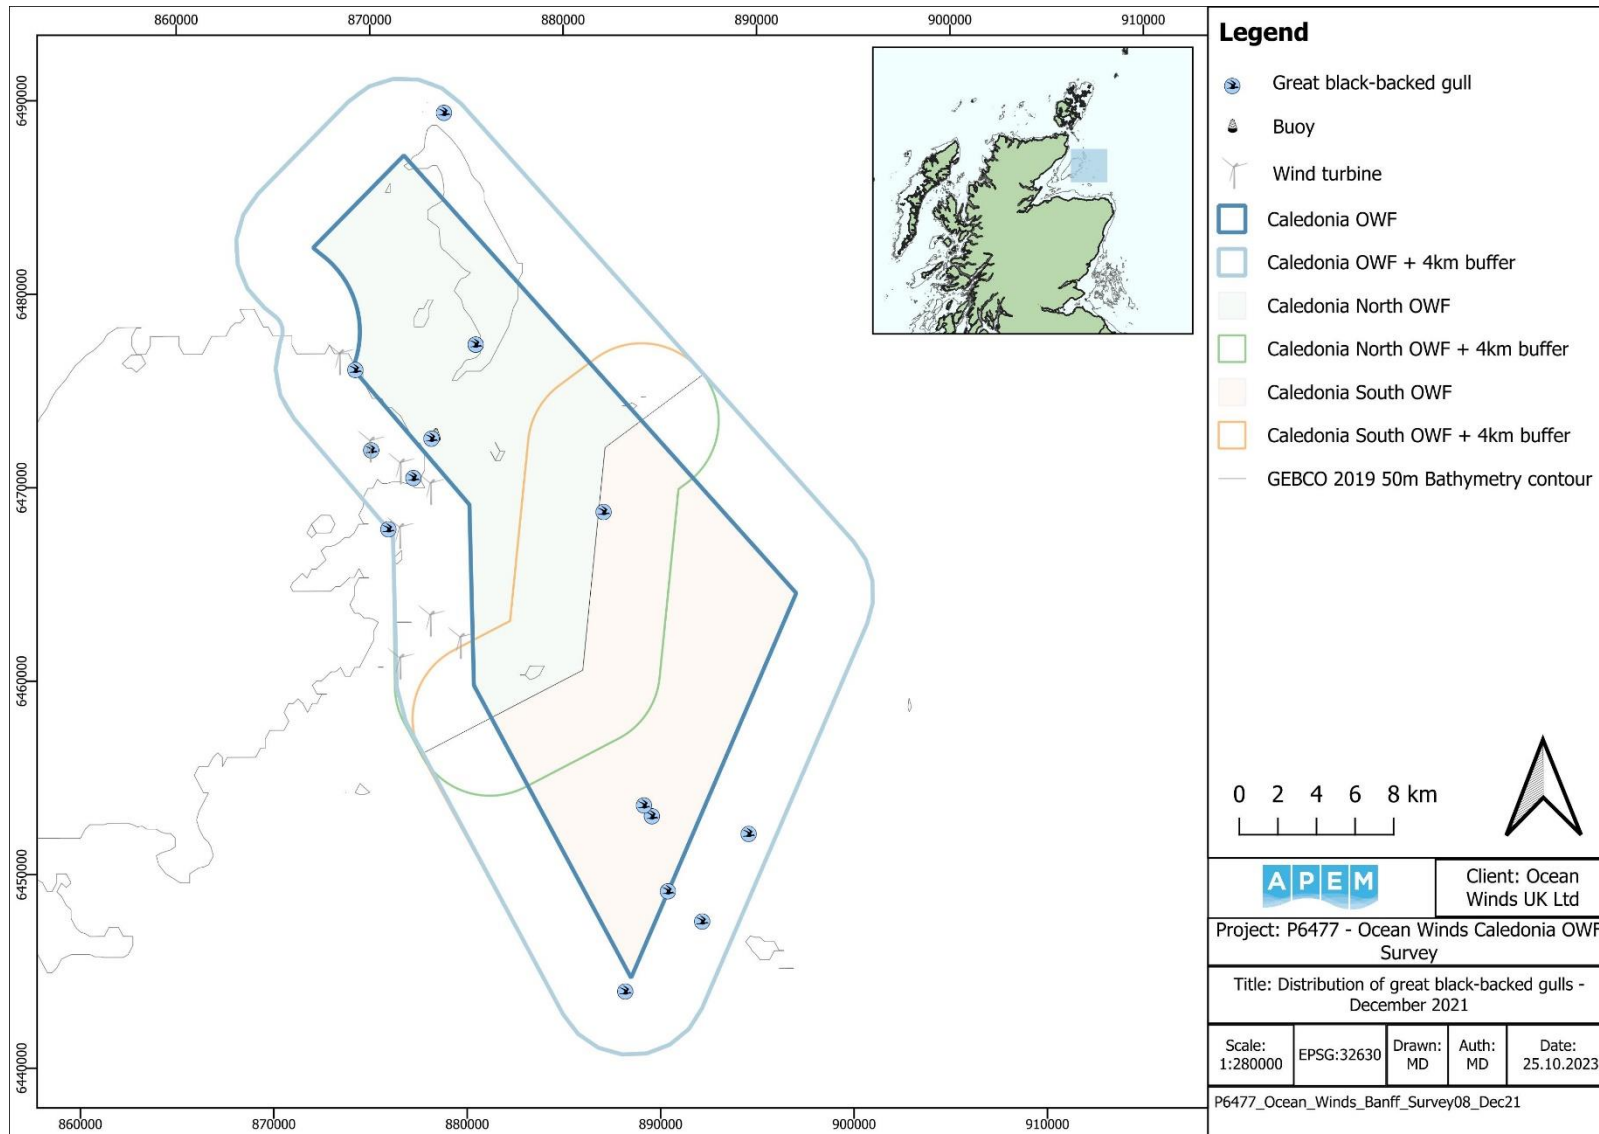 860000 870000 880000 890000 900000 910000
6490000
6480000
6470000
6460000
6450000
6440000
860000 870000 880000 890000 900000 910000
Legend
Great black-backed gull
Buoy
Wind turbine
Caledonia OWF
Caledonia OWF + 4km buffer
Caledonia North OWF
Caledonia North OWF + 4km buffer
Caledonia South OWF
Caledonia South OWF + 4km buffer
GEBCO 2019 50m Bathymetry contour
0 2 4 6 8 km
APEM
Client: Ocean
Winds UK Ltd
Project: P6477 - Ocean Winds Caledonia OWF
Survey
Title: Distribution of great black-backed gulls -
December 2021
Scale:
1:280000
EPSG:32630
Drawn:
MD
Auth:
MD
Date:
25.10.2023
P6477_Ocean_Winds_Banff_Survey08_Dec21